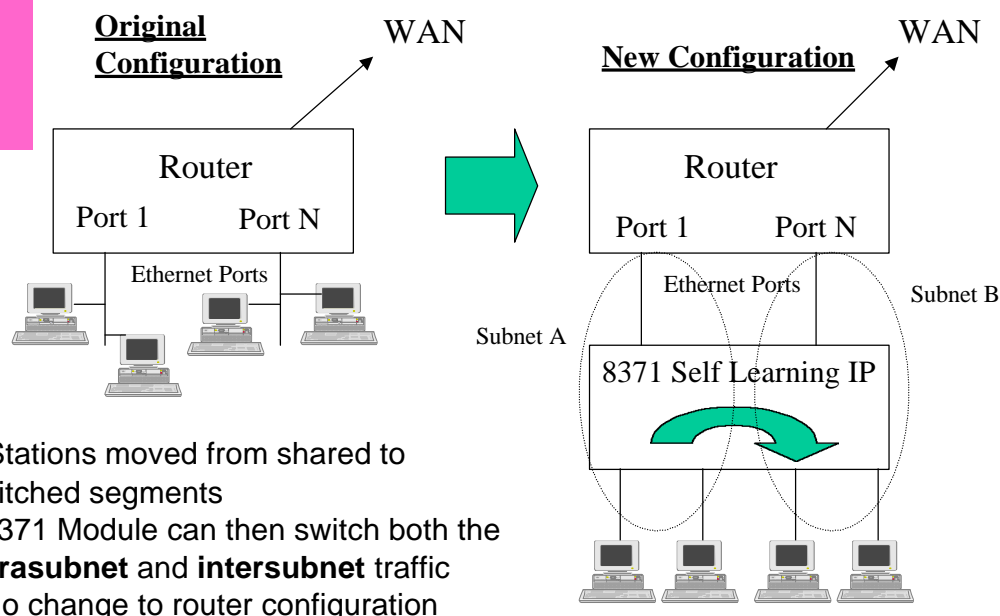 Original
Configuration
WAN
Router
Port 1 Port N
Ethernet Ports
New Configuration
WAN
Router
Port 1 Port N
Ethernet Ports
Subnet A
Subnet B
8371 Self Learning IP
Stations moved from shared to
segments
371 Module can then switch both the
and intersubnet traffic
o change to router configuration